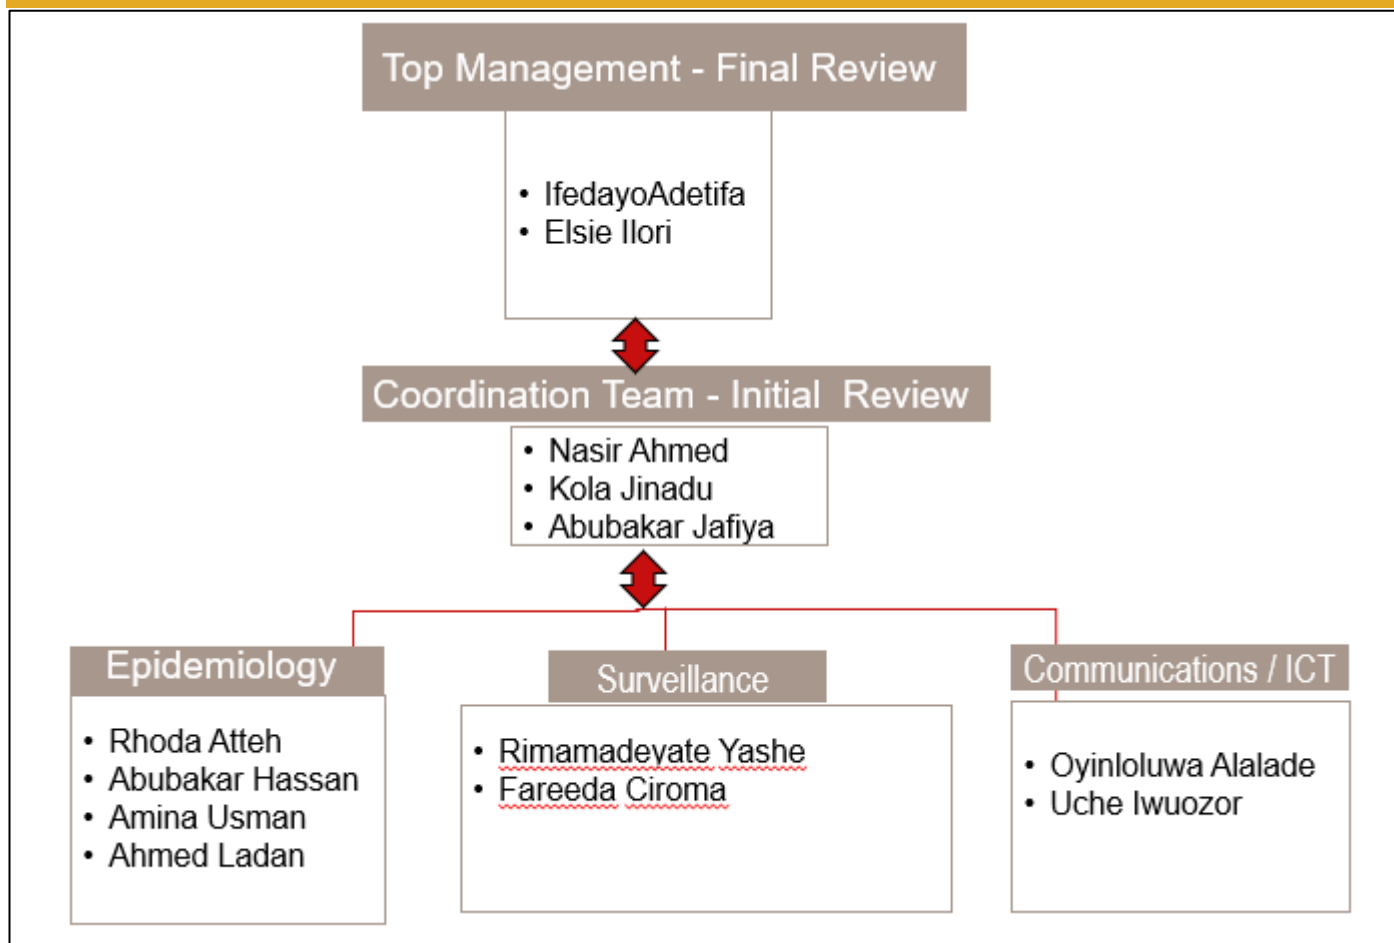 Top Management - Final Review
• IfedayoAdetifa
• Elsie Ilori
Coordination Team - Initial  Review
• Nasir Ahmed
• Kola Jinadu
• Abubakar Jafiya
Epidemiology
• Rhoda Atteh
• Abubakar Hassan
• Amina Usman
• Ahmed Ladan
Surveillance
• Rimamadeyate Yashe
• Fareeda Ciroma
Communications / ICT
• Oyinloluwa Alalade
• Uche Iwuozor